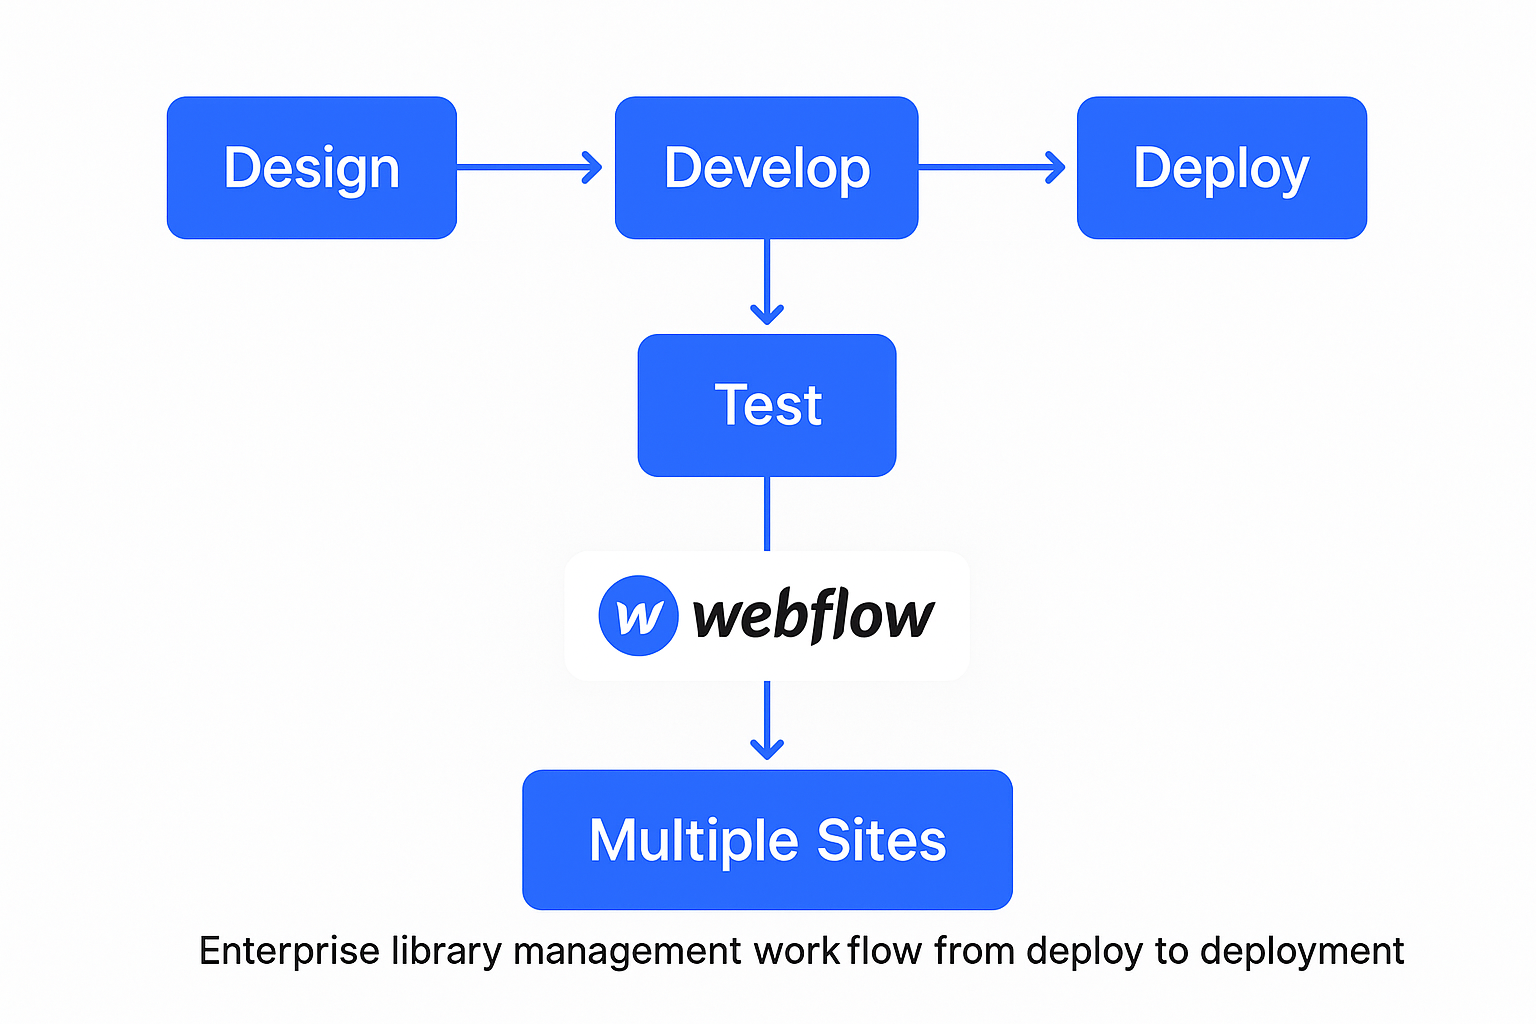 Design
Develop
Deploy
Test
w webflow
Multiple Sites
Enterprise library management work flow from deploy to deployment